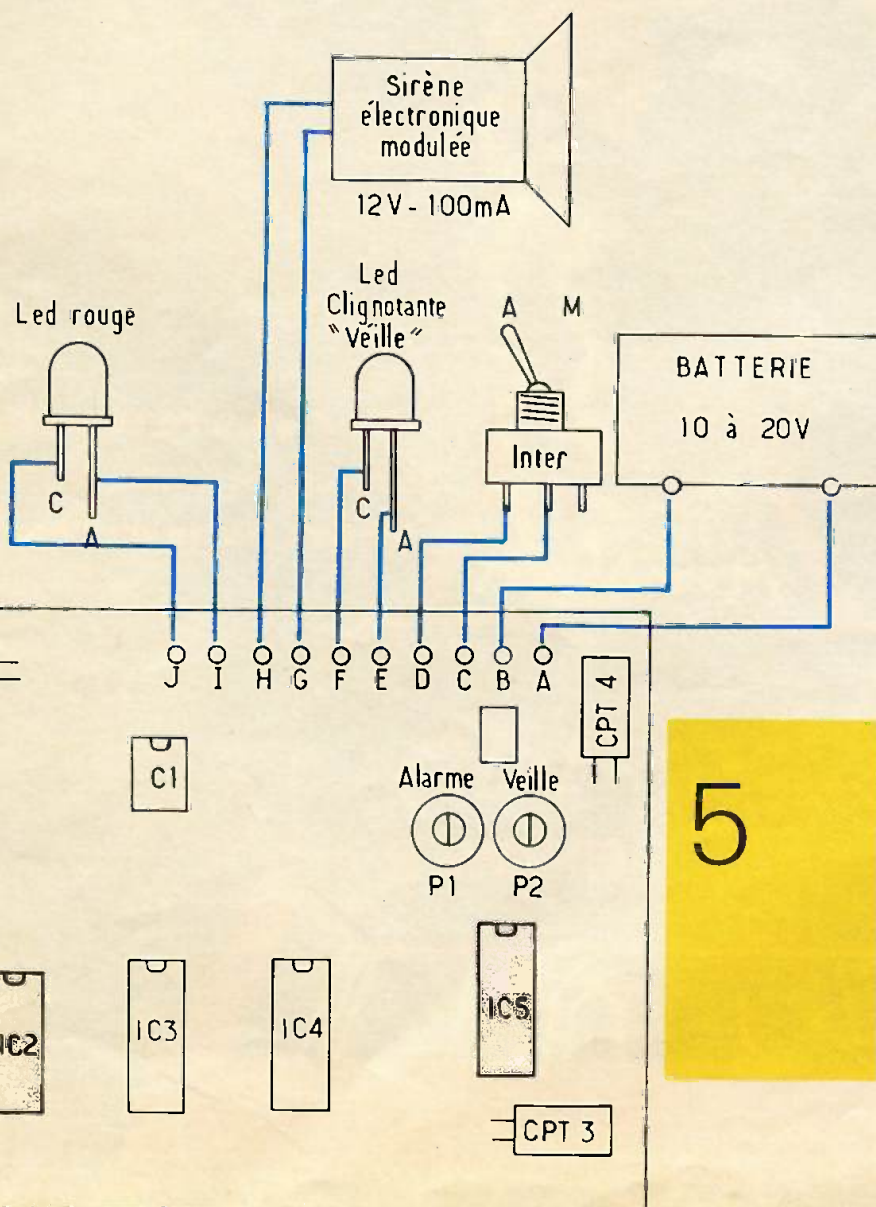 Sirène
électronique
modulée
12V - 100mA
Led rouge
C
A
Led
Clignotante
"Veille"
C
A
A M
Inter
BATTERIE
10 à 20V
J I H G F E D C B A
CPT 4
C1
Alarme Veille
P1 P2
5
IC2
IC3
IC4
IC5
CPT 3